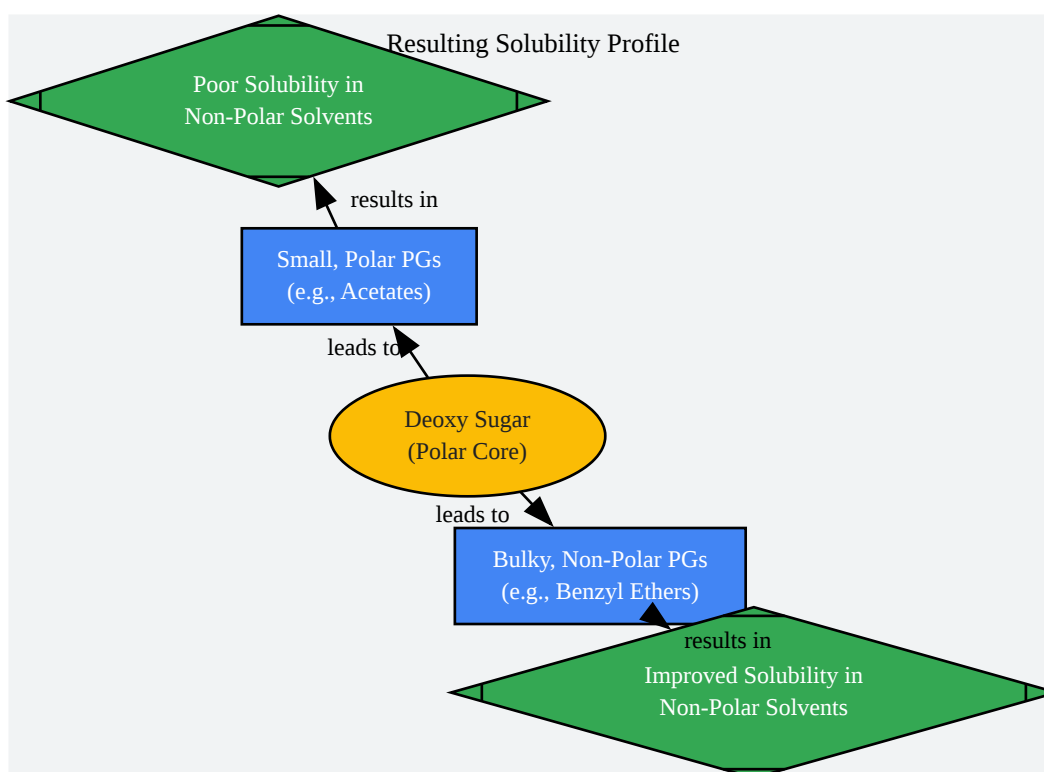 Resulting Solubility Profile
Poor Solubility in
Non-Polar Solvents
results in
Small, Polar PGs
(e.g., Acetates)
leads to
Deoxy Sugar
(Polar Core)
leads to
Bulky, Non-Polar PGs
(e.g., Benzyl Ethers)
results in
Improved Solubility in
Non-Polar Solvents